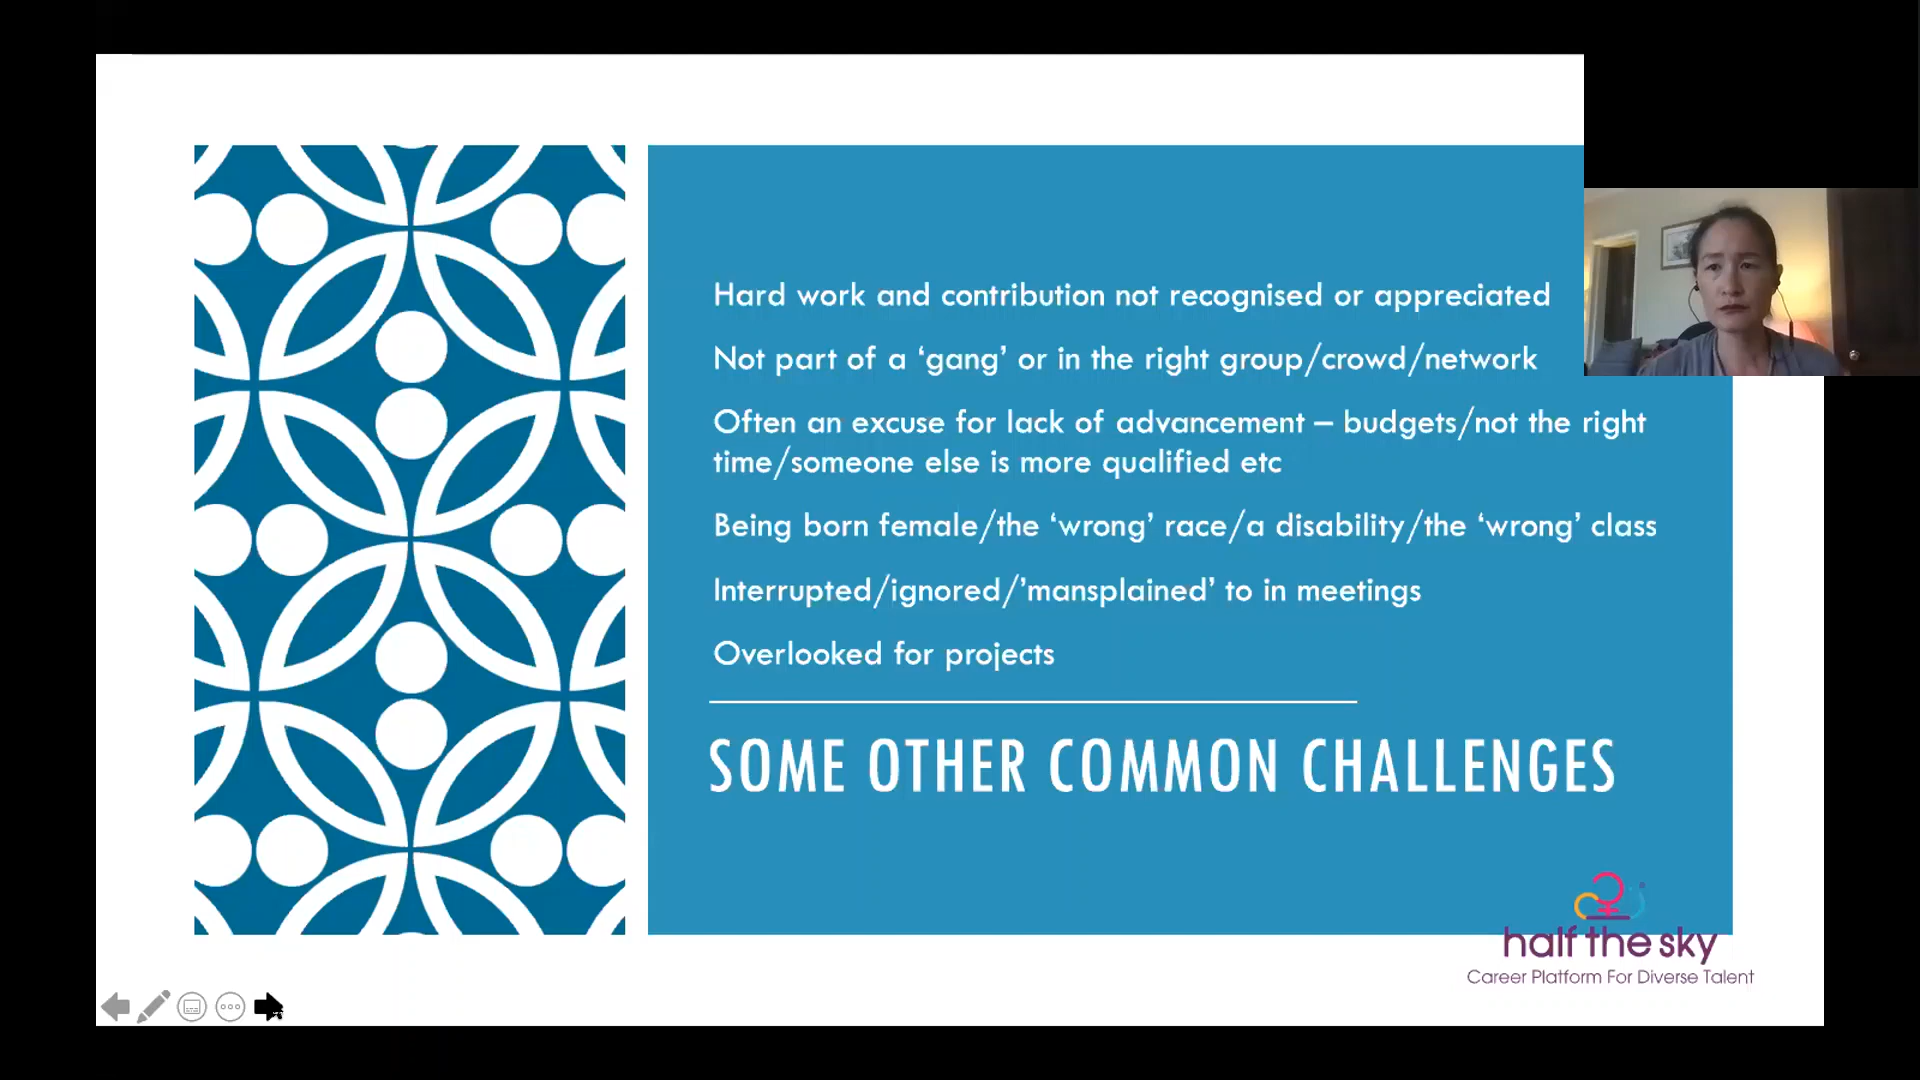 Hard work and contribution not recognised or appreciated
Not part of a ‘gang’ or in the right group/crowd/network
Often an excuse for lack of advancement – budgets/not the right
time/someone else is more qualified etc
Being born female/the ‘wrong’ race/a disability/the ‘wrong’ class
Interrupted/ignored/’mansplained’ to in meetings
Overlooked for projects
SOME OTHER COMMON CHALLENGES
half the sky
Career Platform For Diverse Talent